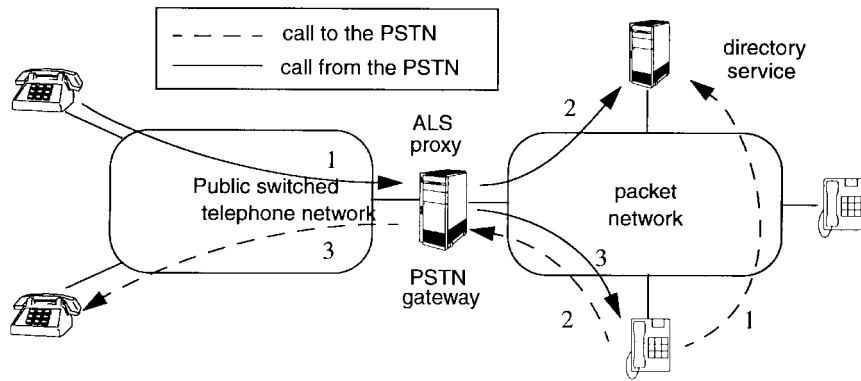 call to the PSTN
call from the PSTN
directory
service
2
ALS
proxy
1
Public switched
telephone network
packet
network
3
3
PSTN
gateway
2
1